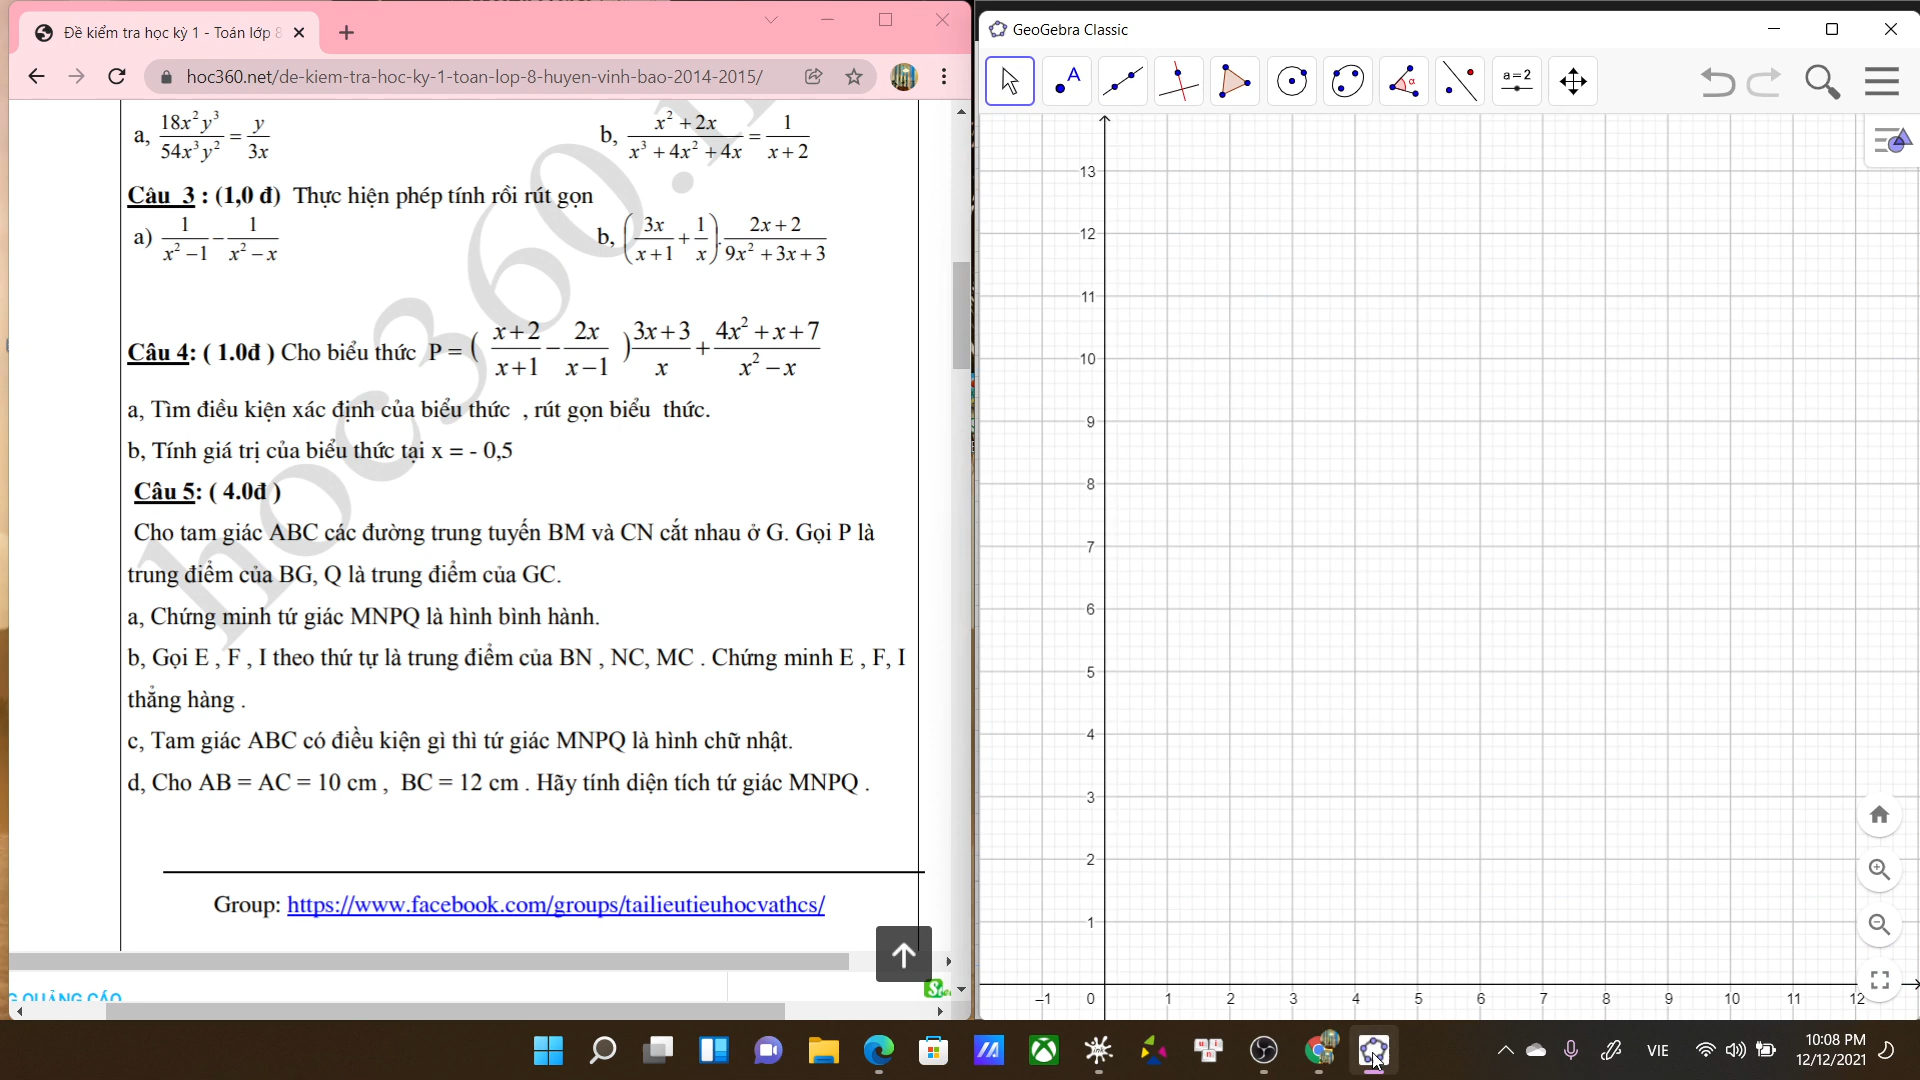 Đề kiểm tra học kỳ 1 - Toán lớp 8
hoc360.net/de-kiem-tra-hoc-ky-1-toan-lop-8-huyen-vinh-bao-2014-2015/
a, 18x²y³/54x³y² = y/3x
b, x²+2x/x³+4x²+4x = 1/x+2
Câu 3 : (1,0 đ) Thực hiện phép tính rồi rút gọn
a) 1/x²−1 − 1/x²−x
b, (3x/x+1 + 1/x).2x+2/9x²+3x+3
Câu 4: ( 1.0đ ) Cho biểu thức P = ( x+2/x+1 − 2x/x−1 ) 3x+3/x + 4x²+x+7/x²−x
a, Tìm điều kiện xác định của biểu thức , rút gọn biểu thức.
b, Tính giá trị của biểu thức tại x = - 0,5
Câu 5: ( 4.0đ )
Cho tam giác ABC các đường trung tuyến BM và CN cắt nhau ở G. Gọi P là
trung điểm của BG, Q là trung điểm của GC.
a, Chứng minh tứ giác MNPQ là hình bình hành.
b, Gọi E , F , I theo thứ tự là trung điểm của BN , NC, MC . Chứng minh E , F, I
thẳng hàng .
c, Tam giác ABC có điều kiện gì thì tứ giác MNPQ là hình chữ nhật.
d, Cho AB = AC = 10 cm , BC = 12 cm . Hãy tính diện tích tứ giác MNPQ .
Group: https://www.facebook.com/groups/tailieutieuhocvathcs/
QUẢNG CÁO
GeoGebra Classic
A
α
a=2
13
12
11
10
9
8
7
6
5
4
3
2
1
−1 0 1 2 3 4 5 6 7 8 9 10 11 12
VIE
10:08 PM
12/12/2021